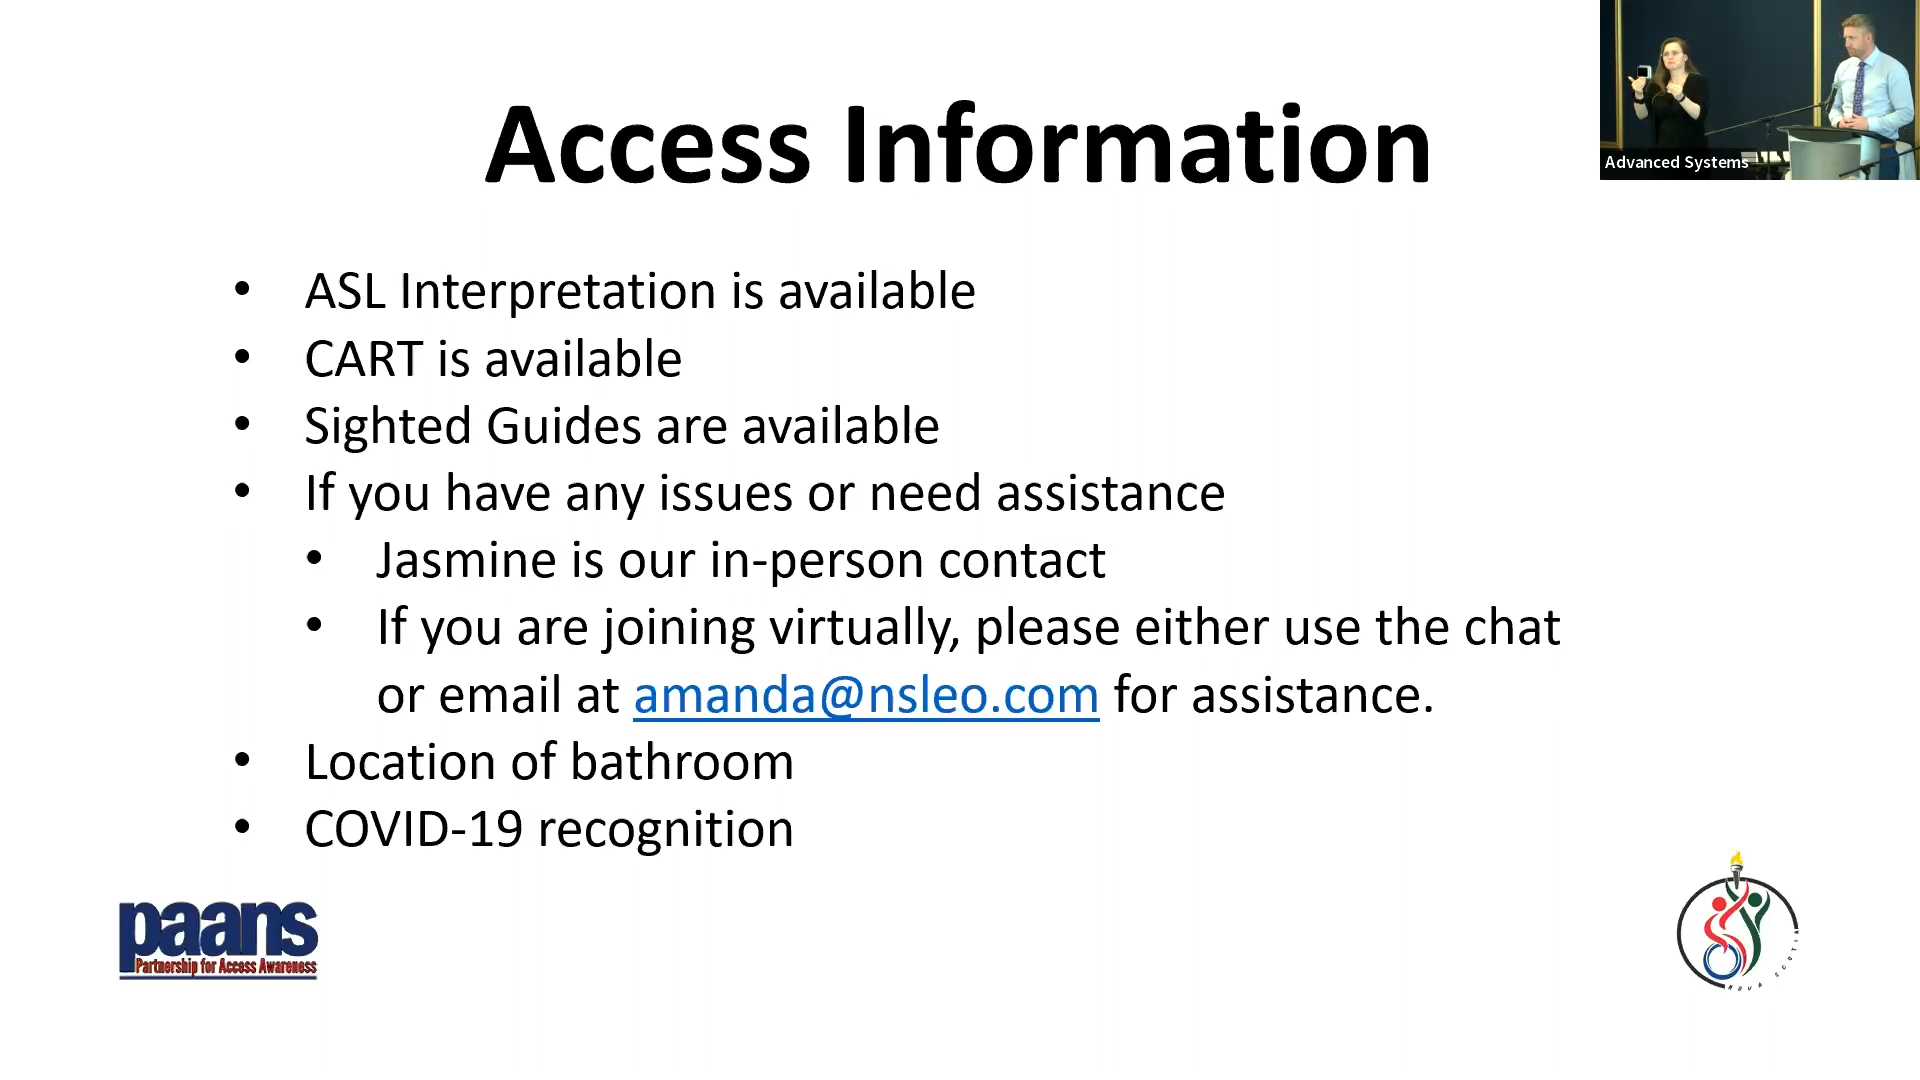 Access Information
Advanced Systems
• ASL Interpretation is available
• CART is available
• Sighted Guides are available
• If you have any issues or need assistance
• Jasmine is our in-person contact
• If you are joining virtually, please either use the chat
or email at amanda@nsleo.com for assistance.
• Location of bathroom
• COVID-19 recognition
paans
Partnership for Access Awareness
NOVA SCOTIA